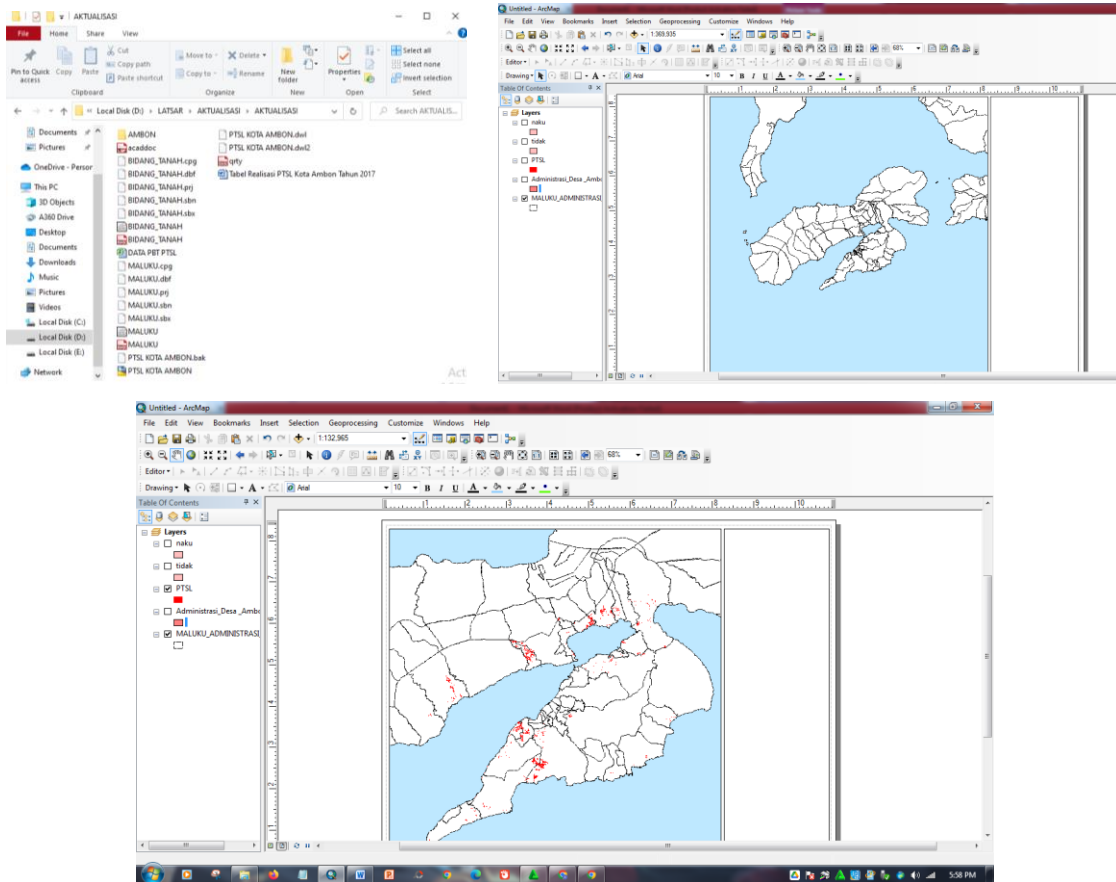 AKTUALISASI
File Home Share View
Pin to Quick access
Copy
Paste
Cut
Copy path
Paste shortcut
Clipboard
Move to
Copy to
Delete
Rename
Organize
New folder
New
Properties
Open
Select all
Select none
Invert selection
Select
Local Disk (D:) > LATSAR > AKTUALISASI > AKTUALISASI
Search AKTUALIS...
Documents
Pictures
OneDrive - Person
This PC
3D Objects
A360 Drive
Desktop
Documents
Downloads
Music
Pictures
Videos
Local Disk (C:)
Local Disk (D:)
Local Disk (E:)
Network
AMBON
acaddoc
BIDANG_TANAH.cpg
BIDANG_TANAH.dbf
BIDANG_TANAH.prj
BIDANG_TANAH.sbn
BIDANG_TANAH.sbx
BIDANG_TANAH
BIDANG_TANAH
DATA PBT PTSL
MALUKU.cpg
MALUKU.dbf
MALUKU.prj
MALUKU.sbn
MALUKU.sbx
MALUKU
MALUKU
PTSL KOTA AMBON.bak
PTSL KOTA AMBON
PTSL KOTA AMBON.dwl
PTSL KOTA AMBON.dwl2
qrty
Tabel Realisasi PTSL Kota Ambon Tahun 2017
Act
Untitled - ArcMap
File Edit View Bookmarks Insert Selection Geoprocessing Customize Windows Help
1:369,935
68%
Editor
Drawing A Arial 10 B I U A
Table Of Contents
Layers
naku
tidak
PTSL
Administrasi_Desa_Ambo
MALUKU_ADMINISTRASI
Untitled - ArcMap
File Edit View Bookmarks Insert Selection Geoprocessing Customize Windows Help
1:132,965
68%
Editor
Drawing A Arial 10 B I U A
Table Of Contents
Layers
naku
tidak
PTSL
Administrasi_Desa _Ambo
MALUKU_ADMINISTRASI
5:58 PM